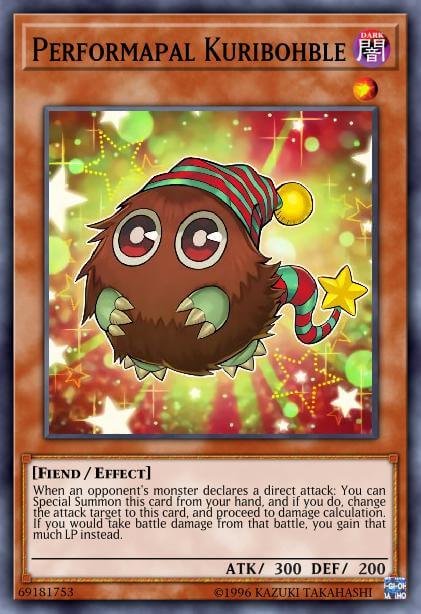 PERFORMAPAL KURIBOHBLE
DARK
闇
[FIEND / EFFECT]
When an opponent's monster declares a direct attack: You can
Special Summon this card from your hand, and if you do, change
the attack target to this card, and proceed to damage calculation.
If you would take battle damage from that battle, you gain that
much LP instead.
ATK/ 300 DEF/ 200
69181753
©1996 KAZUKI TAKAHASHI